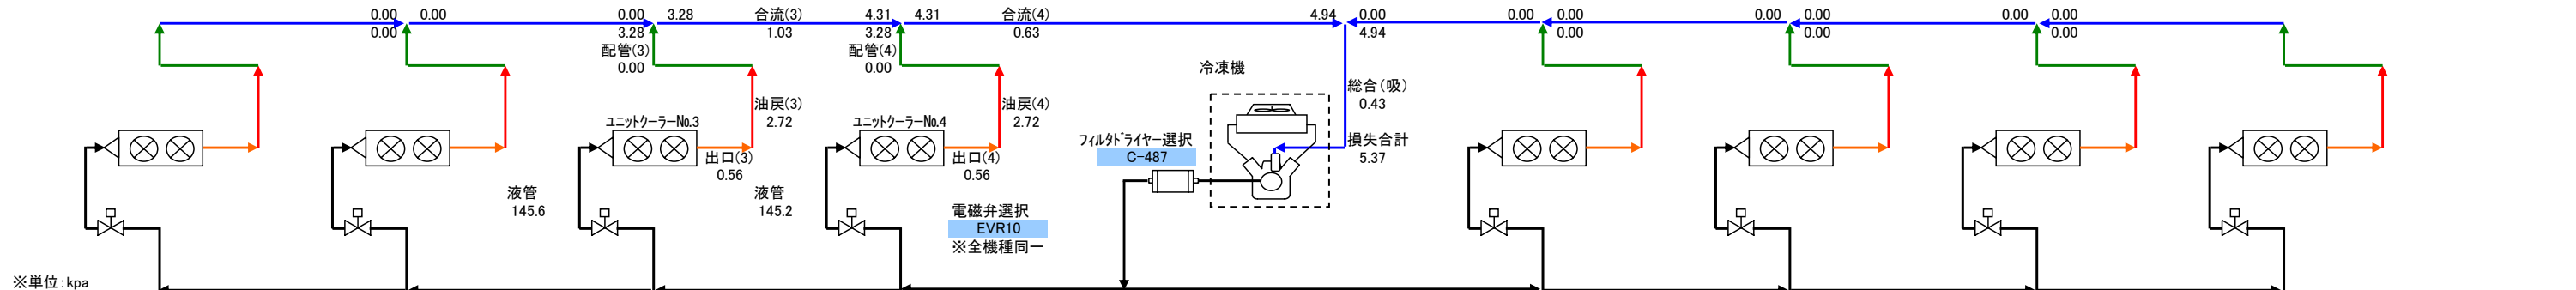 0.00 0.00 0.00 3.28 合流(3) 4.31 4.31 合流(4) 4.94 0.00 0.00 0.00 0.00 0.00 0.00 0.00
0.00 3.28 1.03 3.28 0.63 4.94 0.00 0.00 0.00
配管(3) 配管(4)
0.00 0.00 冷凍機
総合(吸)
油戻(3) 油戻(4) 0.43
ユニットクーラーNo.3 2.72 ユニットクーラーNo.4 2.72
フィルタドライヤー選択 損失合計
出口(3) 出口(4) C-487 5.37
0.56 0.56
液管 液管
145.6 145.2 電磁弁選択
EVR10
※全機種同一
※単位:kpa